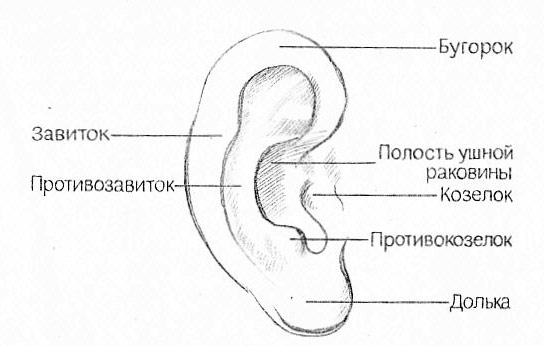 Бугорок
Завиток
Полость ушной
раковины
Противозавиток
Козелок
Противокозелок
Долька